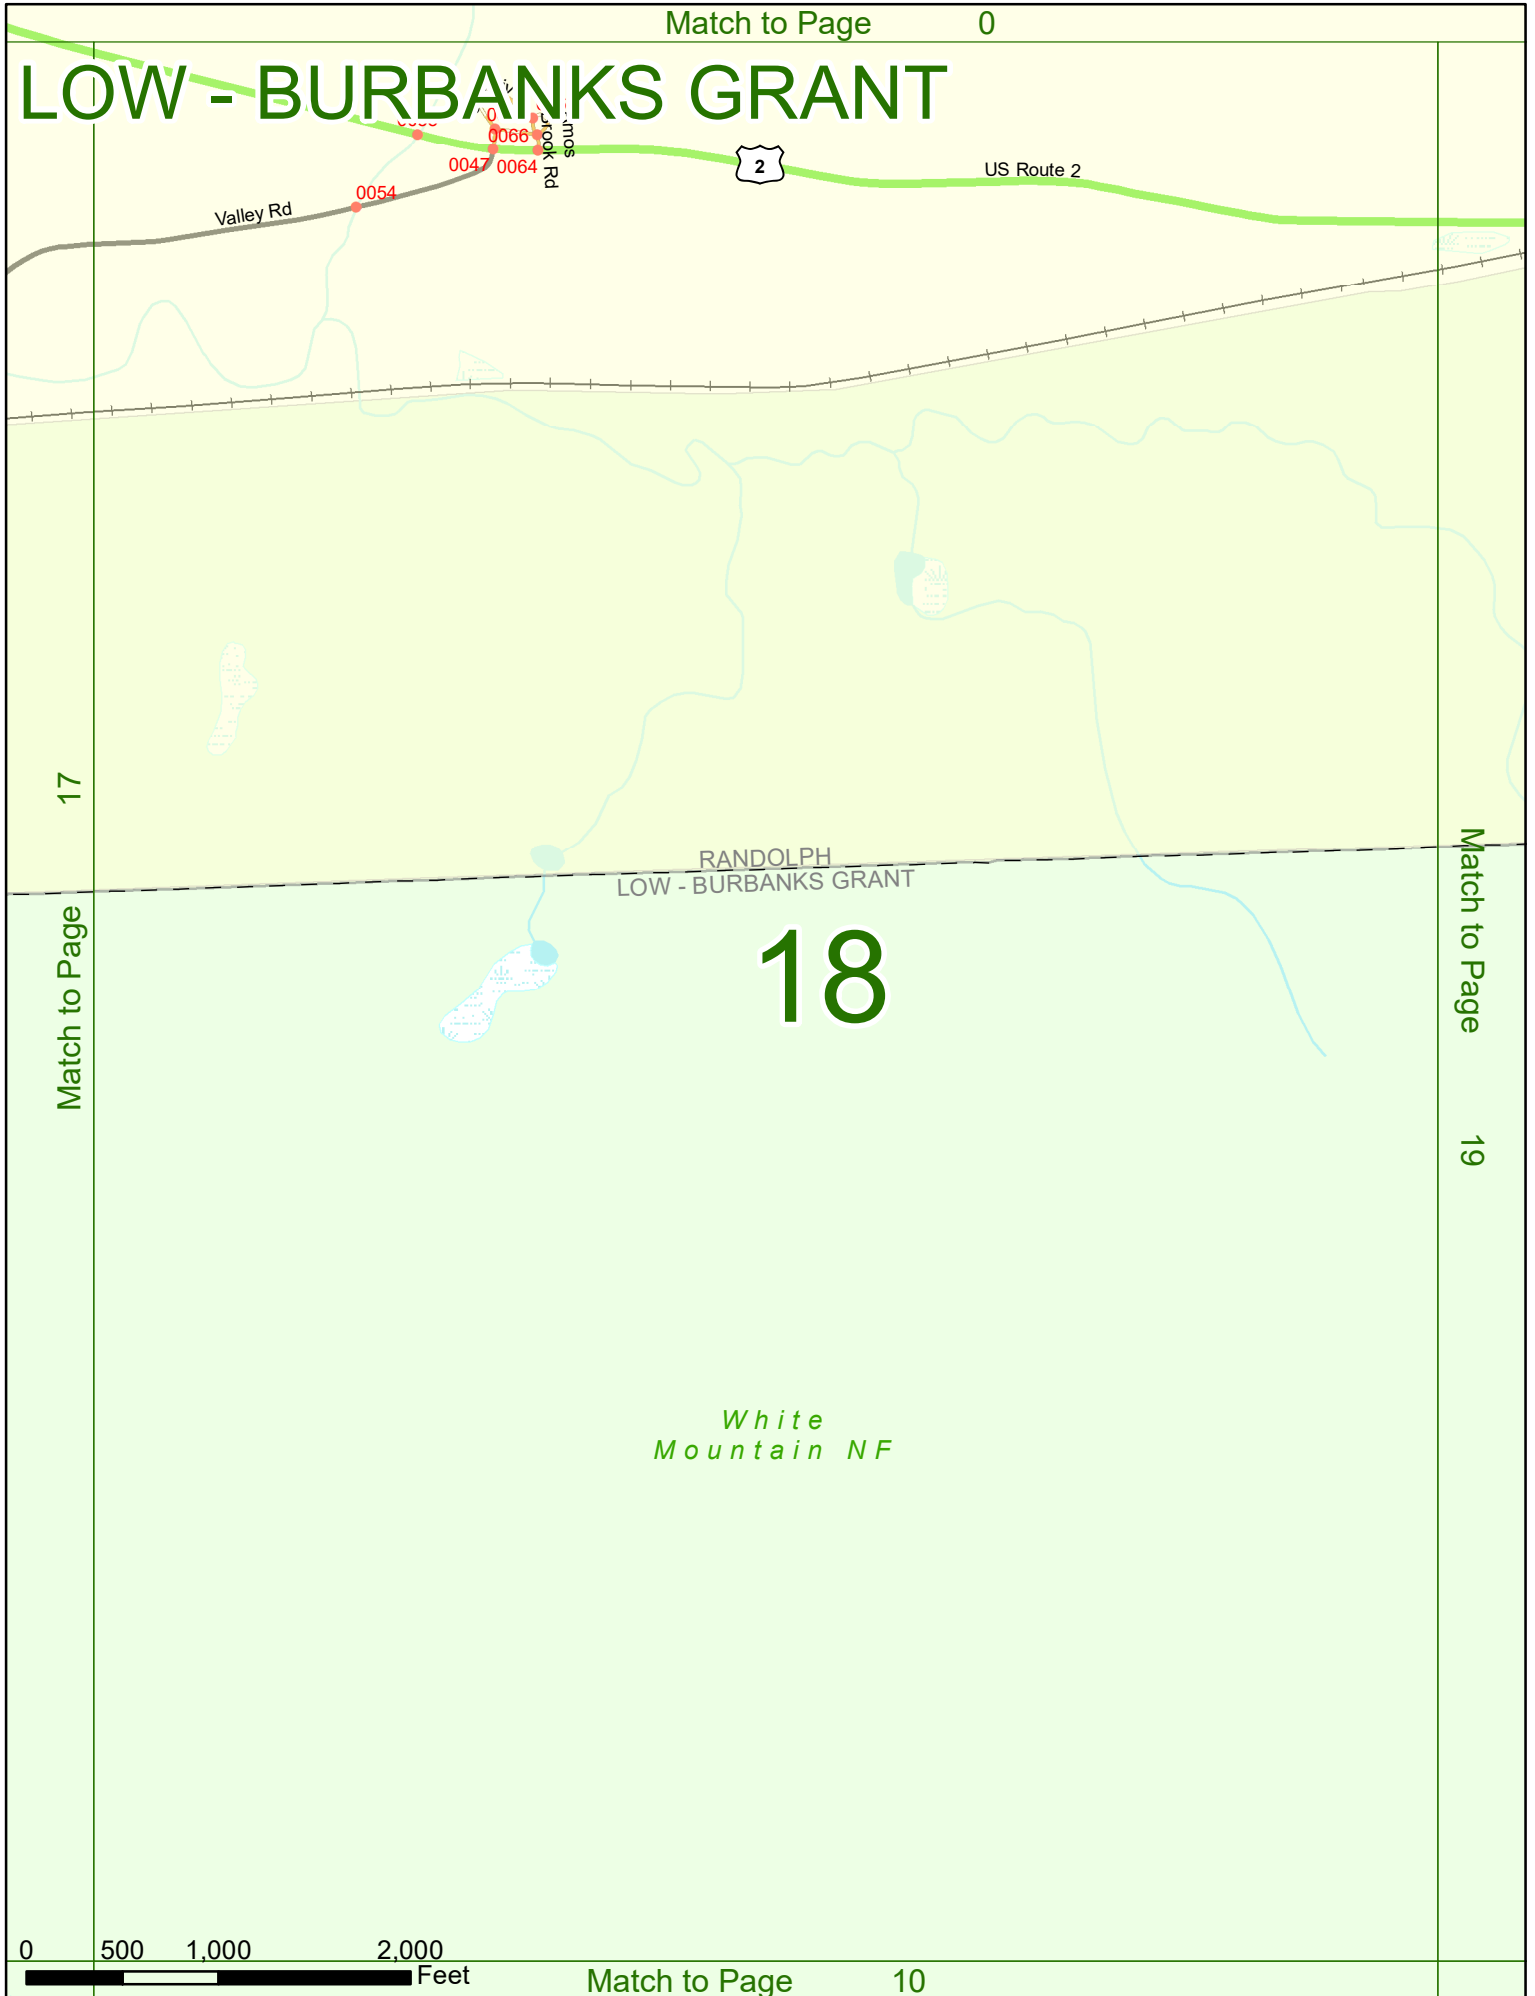 Match to Page 0
LOW - BURBANKS GRANT
0066
0047 0064
Rd
2
US Route 2
0054
Valley Rd
17
Match to Page
RANDOLPH
LOW - BURBANKS GRANT
18
Match to Page
19
White
Mountain NF
0 500 1,000 2,000
Feet
Match to Page 10